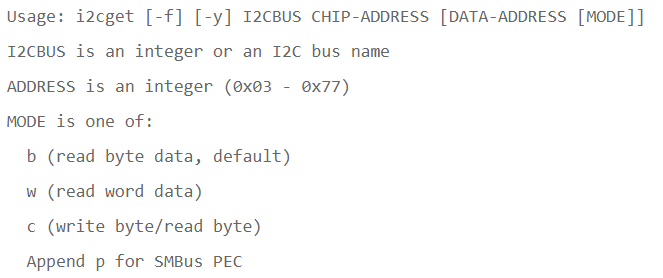 Usage: i2cget [-f] [-y] I2CBUS CHIP-ADDRESS [DATA-ADDRESS [MODE]]
I2CBUS is an integer or an I2C bus name
ADDRESS is an integer (0x03 - 0x77)
MODE is one of:
b (read byte data, default)
w (read word data)
c (write byte/read byte)
Append p for SMBus PEC